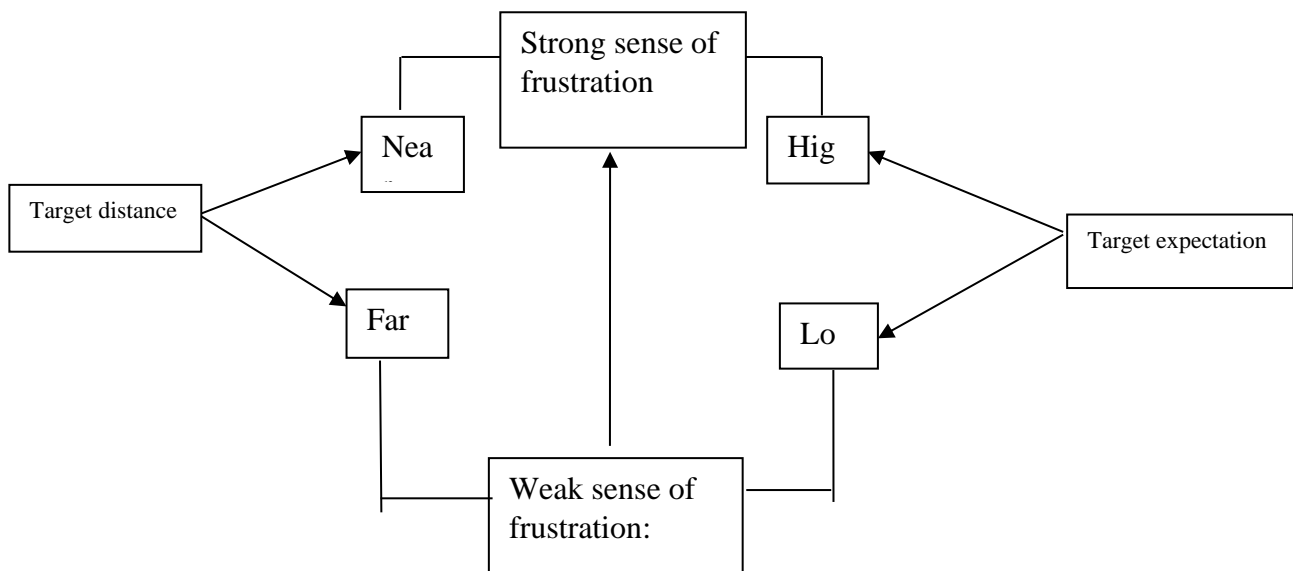 Strong sense of
frustration
Nea
Hig
Target distance
Target expectation
Far
Lo
Weak sense of
frustration: